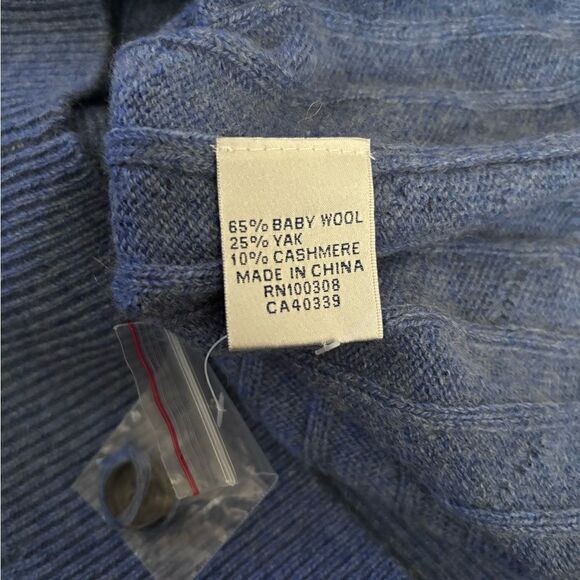 65% BABY WOOL
25% YAK
10% CASHMERE
MADE IN CHINA
RN100308
CA40339